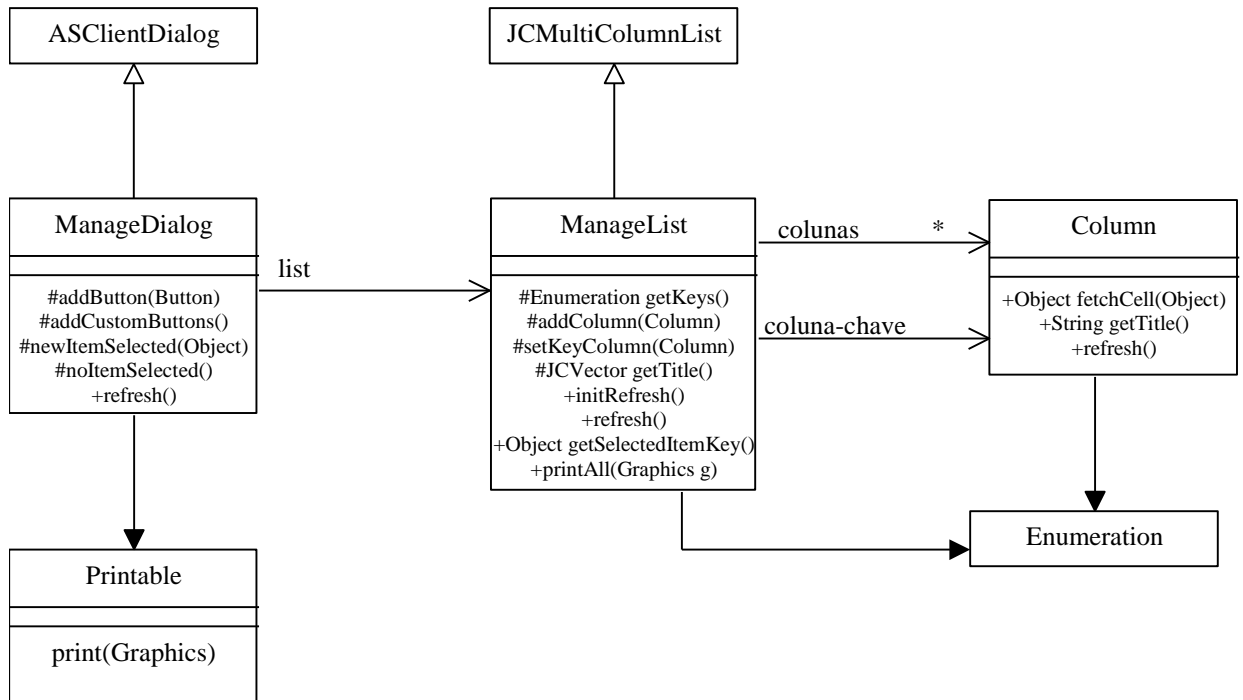 ASClientDialog
JCMultiColumnList
ManageDialog
#addButton(Button)
#addCustomButtons()
#newItemSelected(Object)
#noItemSelected()
+refresh()
list
ManageList
#Enumeration getKeys()
#addColumn(Column)
#setKeyColumn(Column)
#JCVector getTitle()
+initRefresh()
+refresh()
+Object getSelectedItemKey()
+printAll(Graphics g)
colunas *
coluna-chave
Column
+Object fetchCell(Object)
+String getTitle()
+refresh()
Enumeration
Printable
print(Graphics)